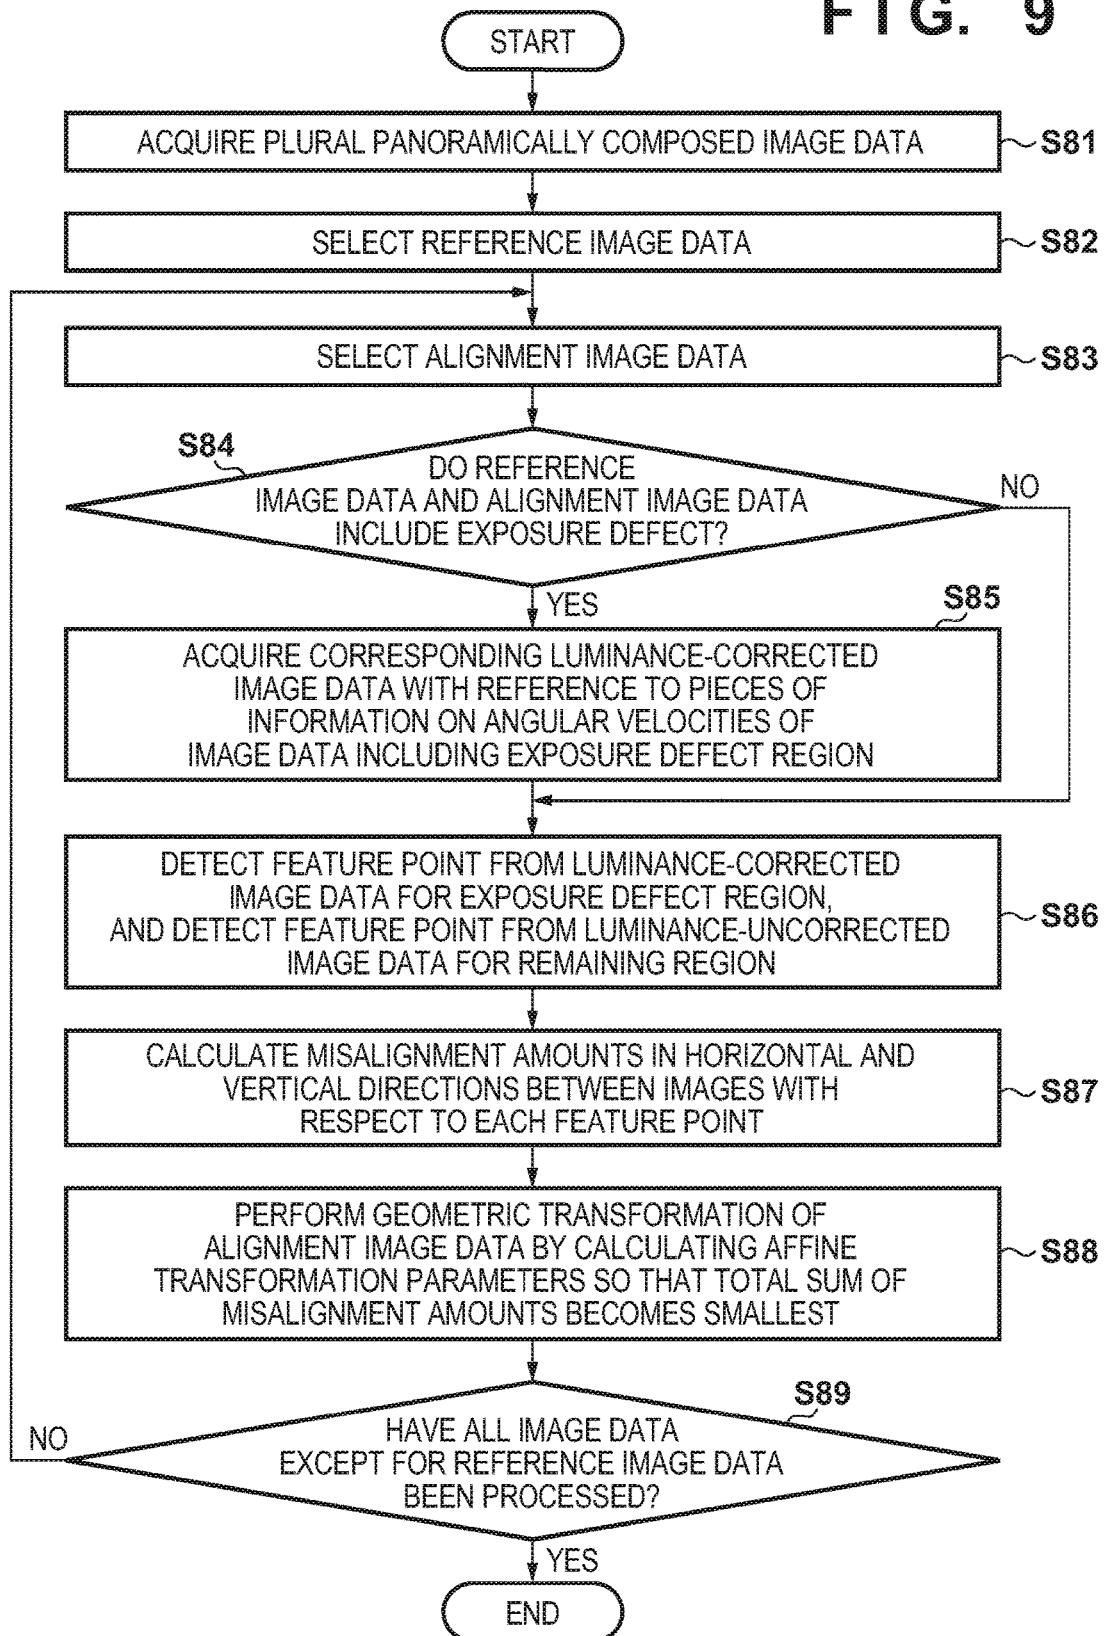 FIG. 9
START
ACQUIRE PLURAL PANORAMICALLY COMPOSED IMAGE DATA
S81
SELECT REFERENCE IMAGE DATA
S82
SELECT ALIGNMENT IMAGE DATA
S83
S84
DO REFERENCE
IMAGE DATA AND ALIGNMENT IMAGE DATA
INCLUDE EXPOSURE DEFECT?
NO
YES
S85
ACQUIRE CORRESPONDING LUMINANCE-CORRECTED
IMAGE DATA WITH REFERENCE TO PIECES OF
INFORMATION ON ANGULAR VELOCITIES OF
IMAGE DATA INCLUDING EXPOSURE DEFECT REGION
DETECT FEATURE POINT FROM LUMINANCE-CORRECTED
IMAGE DATA FOR EXPOSURE DEFECT REGION,
AND DETECT FEATURE POINT FROM LUMINANCE-UNCORRECTED
IMAGE DATA FOR REMAINING REGION
S86
CALCULATE MISALIGNMENT AMOUNTS IN HORIZONTAL AND
VERTICAL DIRECTIONS BETWEEN IMAGES WITH
RESPECT TO EACH FEATURE POINT
S87
PERFORM GEOMETRIC TRANSFORMATION OF
ALIGNMENT IMAGE DATA BY CALCULATING AFFINE
TRANSFORMATION PARAMETERS SO THAT TOTAL SUM OF
MISALIGNMENT AMOUNTS BECOMES SMALLEST
S88
S89
HAVE ALL IMAGE DATA
EXCEPT FOR REFERENCE IMAGE DATA
BEEN PROCESSED?
NO
YES
END